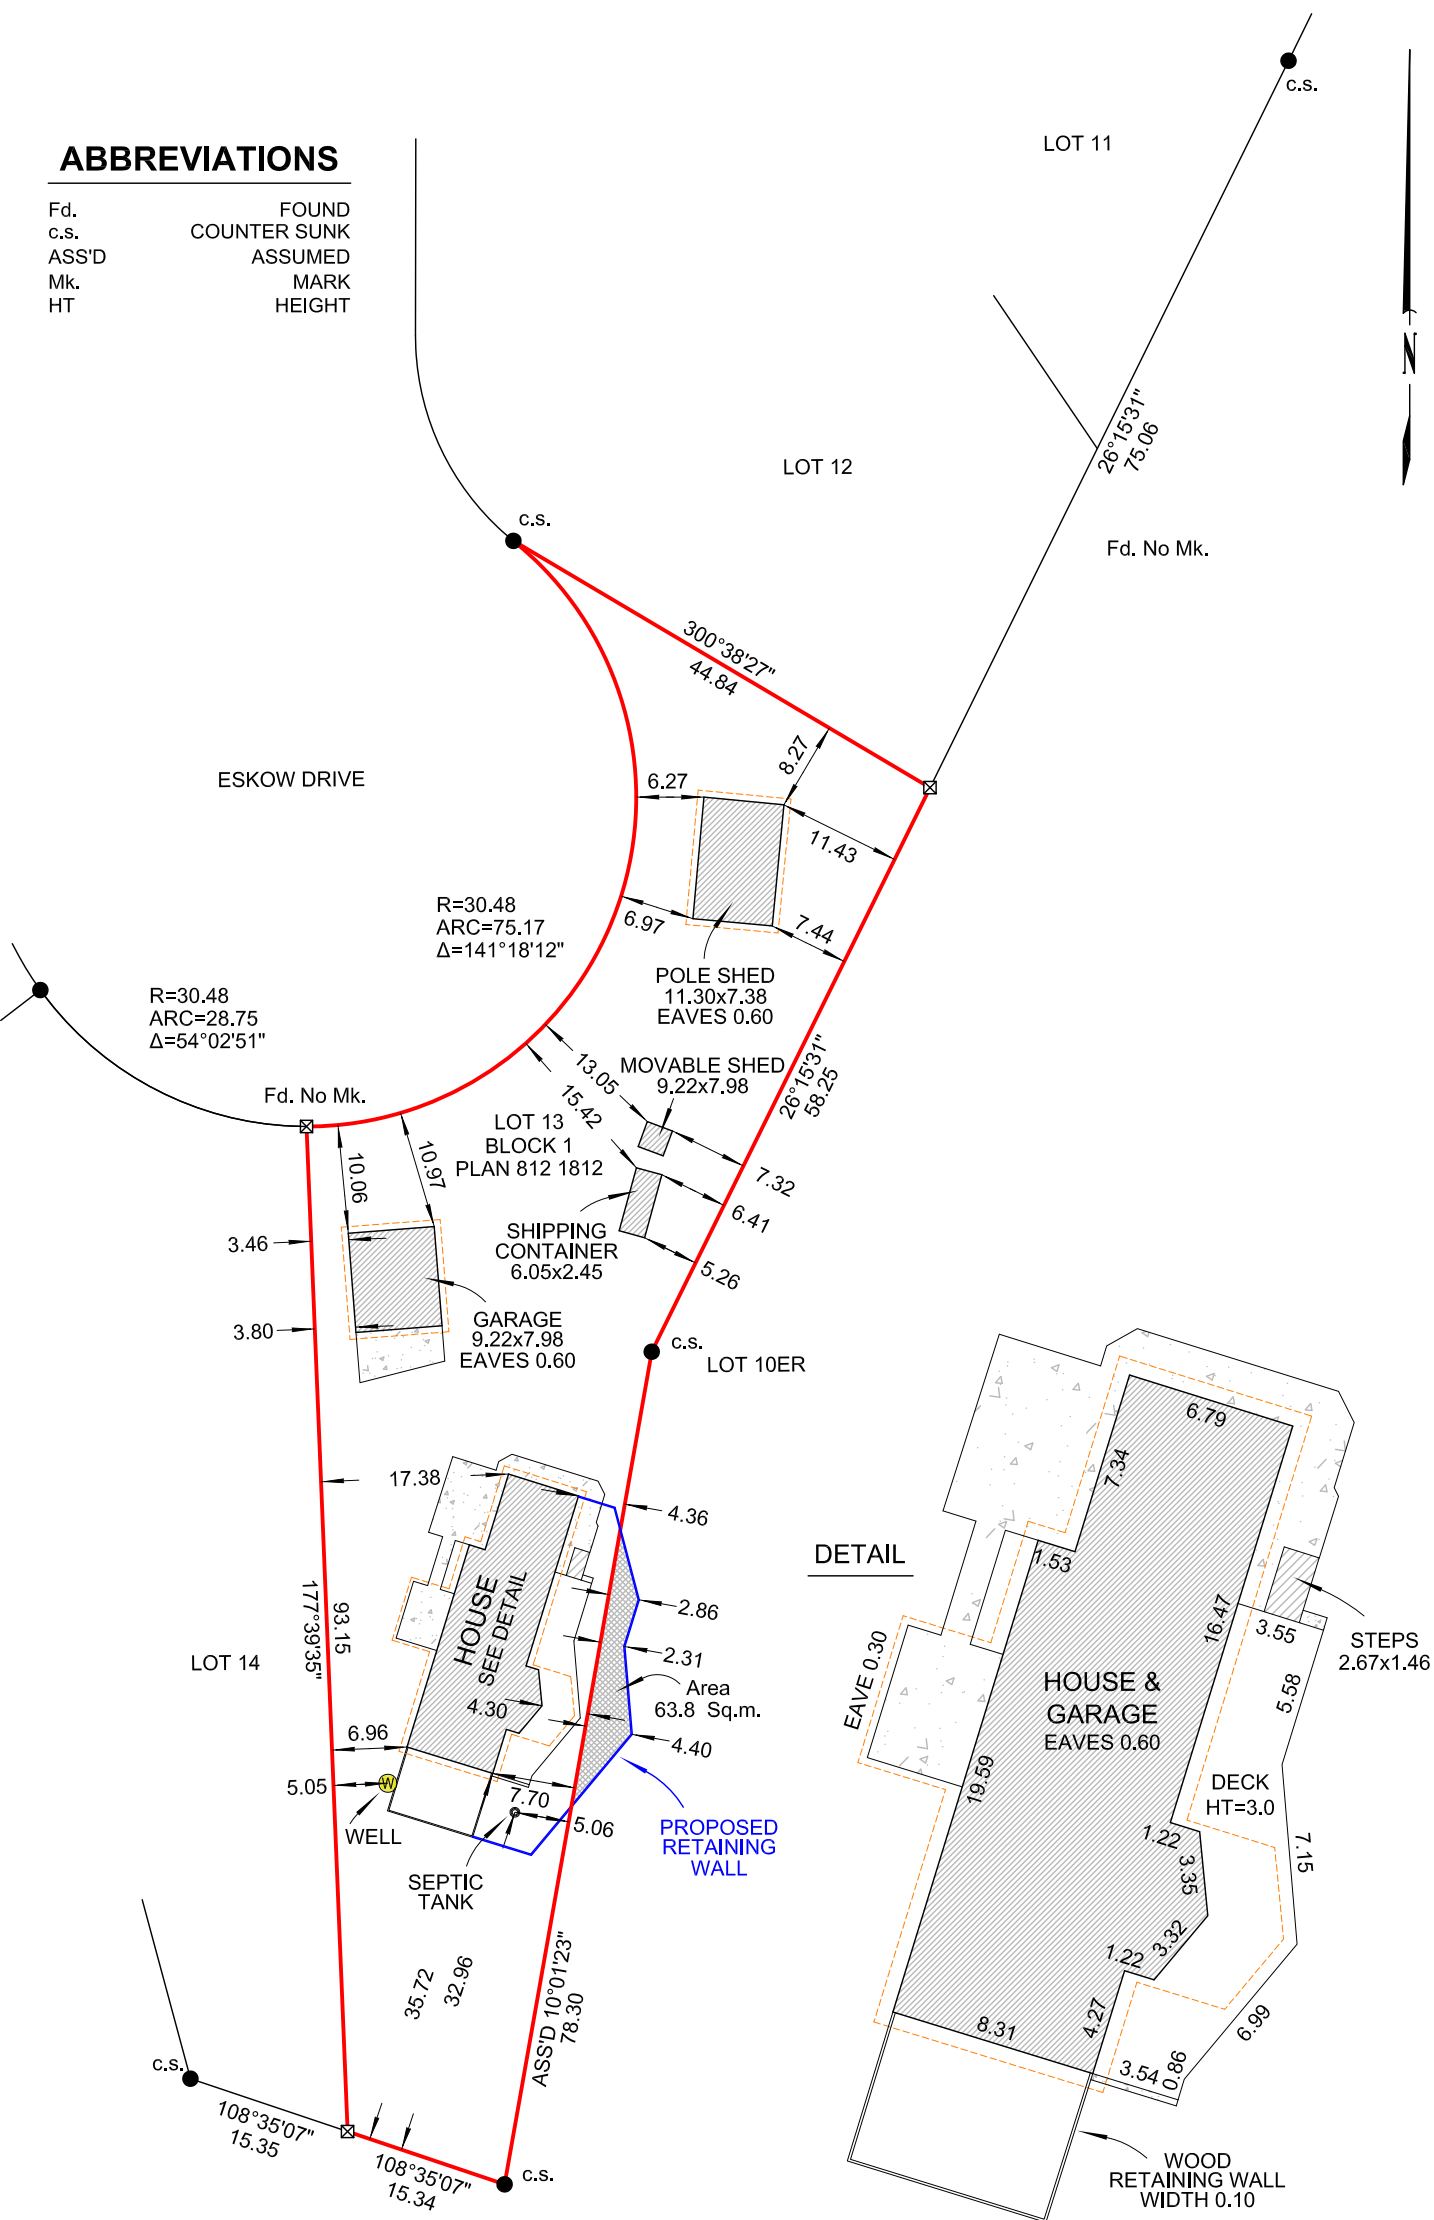 ABBREVIATIONS
Fd. FOUND
c.s. COUNTER SUNK
ASS'D ASSUMED
Mk. MARK
HT HEIGHT
c.s.
LOT 11
N
26°15'31"
75.06
LOT 12
Fd. No Mk.
c.s.
300°38'27"
44.84
ESKOW DRIVE
8.27
6.27
11.43
R=30.48
ARC=75.17
Δ=141°18'12"
6.97
7.44
POLE SHED
11.30x7.38
EAVES 0.60
R=30.48
ARC=28.75
Δ=54°02'51"
26°15'31"
58.25
13.05
15.42
MOVABLE SHED
9.22x7.98
Fd. No Mk.
LOT 13
BLOCK 1
PLAN 812 1812
10.06
10.97
7.32
6.41
5.26
SHIPPING
CONTAINER
6.05x2.45
3.46
3.80
GARAGE
9.22x7.98
EAVES 0.60
c.s.
LOT 10ER
17.38
4.36
177°39'35"
93.15
HOUSE
SEE DETAIL
2.86
2.31
Area
63.8 Sq.m.
LOT 14
4.30
6.96
4.40
5.05
W
WELL
7.70
5.06
SEPTIC
TANK
PROPOSED
RETAINING
WALL
35.72
32.96
ASS'D 10°01'23"
78.30
c.s.
108°35'07"
15.35
108°35'07"
15.34
c.s.
DETAIL
6.79
7.34
1.53
16.47
3.55
STEPS
2.67x1.46
EAVE 0.30
HOUSE &
GARAGE
EAVES 0.60
5.58
19.59
DECK
HT=3.0
1.22
3.35
7.15
3.32
1.22
4.27
8.31
6.99
3.54
0.86
WOOD
RETAINING WALL
WIDTH 0.10